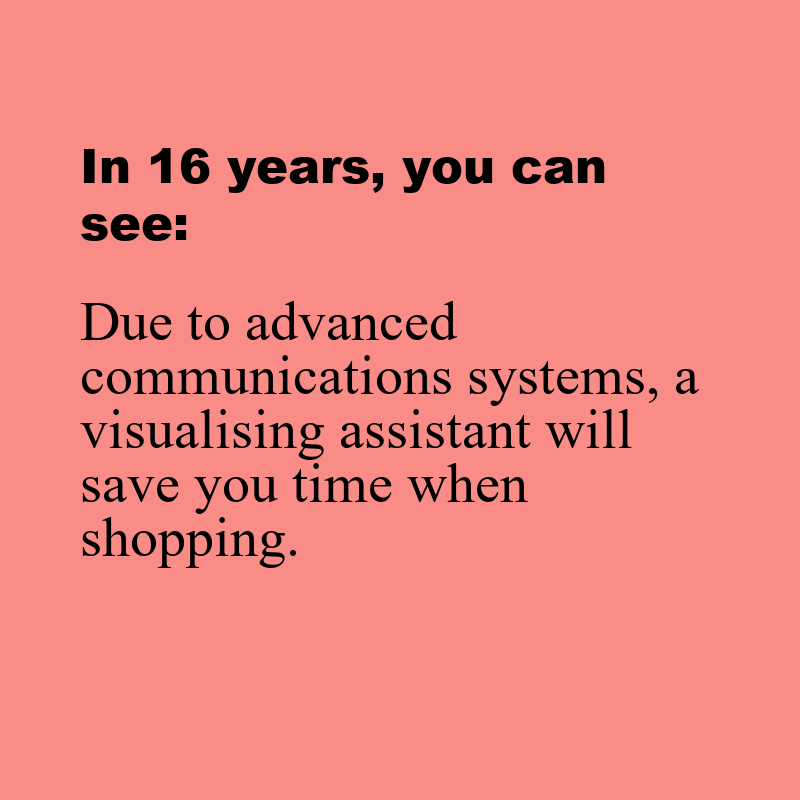 In 16 years, you can
see:
Due to advanced
communications systems, a
visualising assistant will
save you time when
shopping.